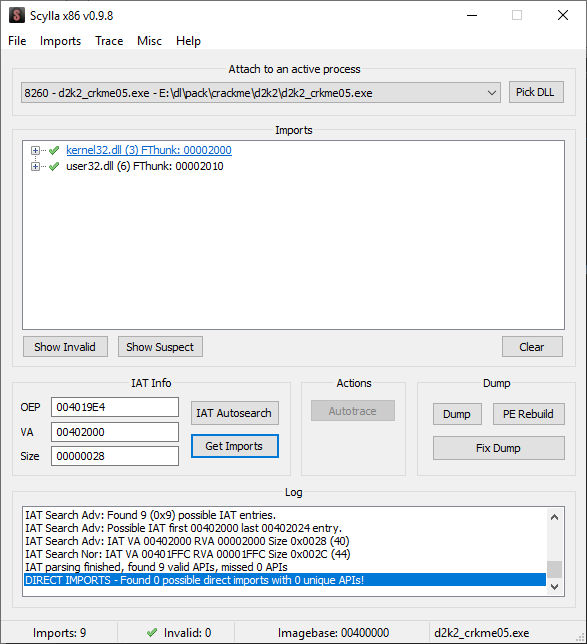 Scylla x86 v0.9.8
File Imports Trace Misc Help
Attach to an active process
8260 - d2k2_crkme05.exe - E:\dl\pack\crackme\d2k2\d2k2_crkme05.exe
Pick DLL
Imports
kernel32.dll (3) FThunk: 00002000
user32.dll (6) FThunk: 00002010
Show Invalid
Show Suspect
Clear
IAT Info
OEP 004019E4
VA 00402000
Size 00000028
IAT Autosearch
Get Imports
Actions
Autotrace
Dump
Dump
PE Rebuild
Fix Dump
Log
IAT Search Adv: Found 9 (0x9) possible IAT entries.
IAT Search Adv: Possible IAT first 00402000 last 00402024 entry.
IAT Search Adv: IAT VA 00402000 RVA 00002000 Size 0x0028 (40)
IAT Search Nor: IAT VA 00401FFC RVA 00001FFC Size 0x002C (44)
IAT parsing finished, found 9 valid APIs, missed 0 APIs
DIRECT IMPORTS - Found 0 possible direct imports with 0 unique APIs!
Imports: 9
Invalid: 0
Imagebase: 00400000
d2k2_crkme05.exe